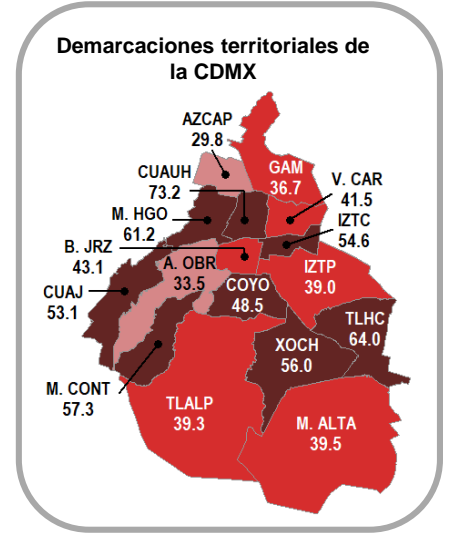 Demarcaciones territoriales de
la CDMX
AZCAP
29.8
GAM
36.7
CUAUH
73.2
V. CAR
41.5
M. HGO
61.2
IZTC
54.6
B. JRZ
43.1
A. OBR
33.5
IZTP
39.0
CUAJ
53.1
COYO
48.5
TLHC
64.0
XOCH
56.0
M. CONT
57.3
TLALP
39.3
M. ALTA
39.5